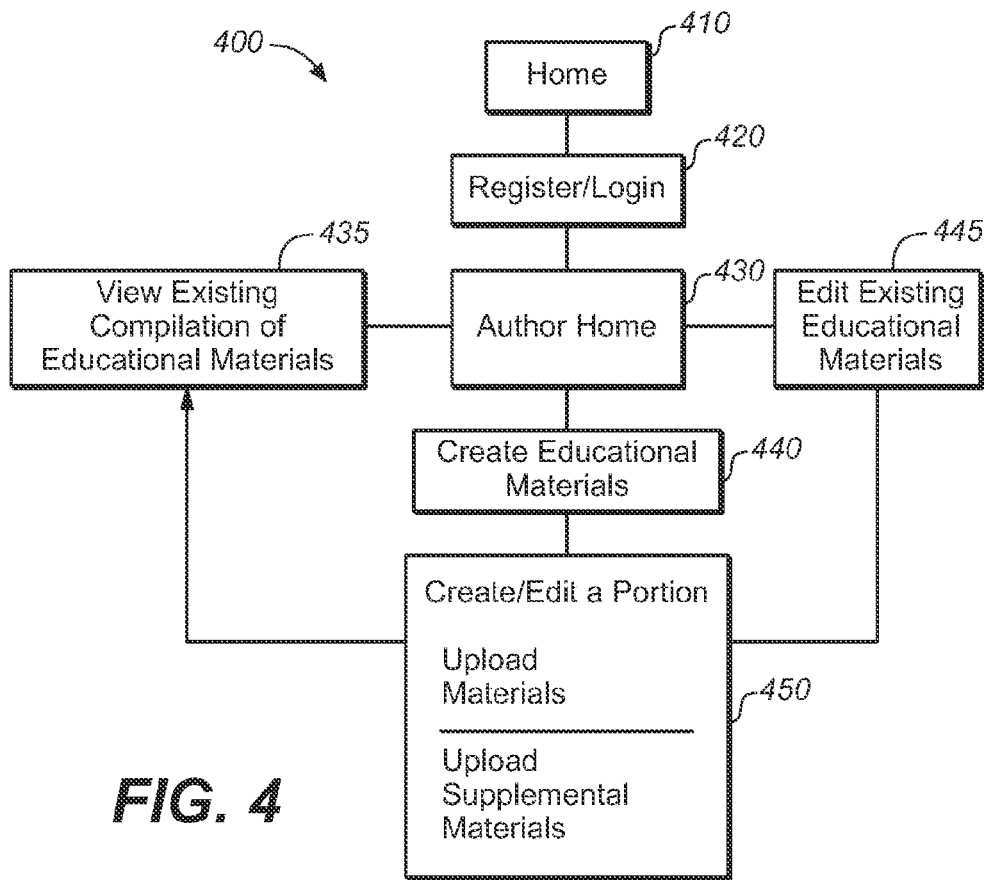 400
410
Home
420
Register/Login
435
View Existing
Compilation of
Educational Materials
430
Author Home
445
Edit Existing
Educational
Materials
Create Educational
Materials
440
Create/Edit a Portion
Upload
Materials
Upload
Supplemental
Materials
450
FIG. 4